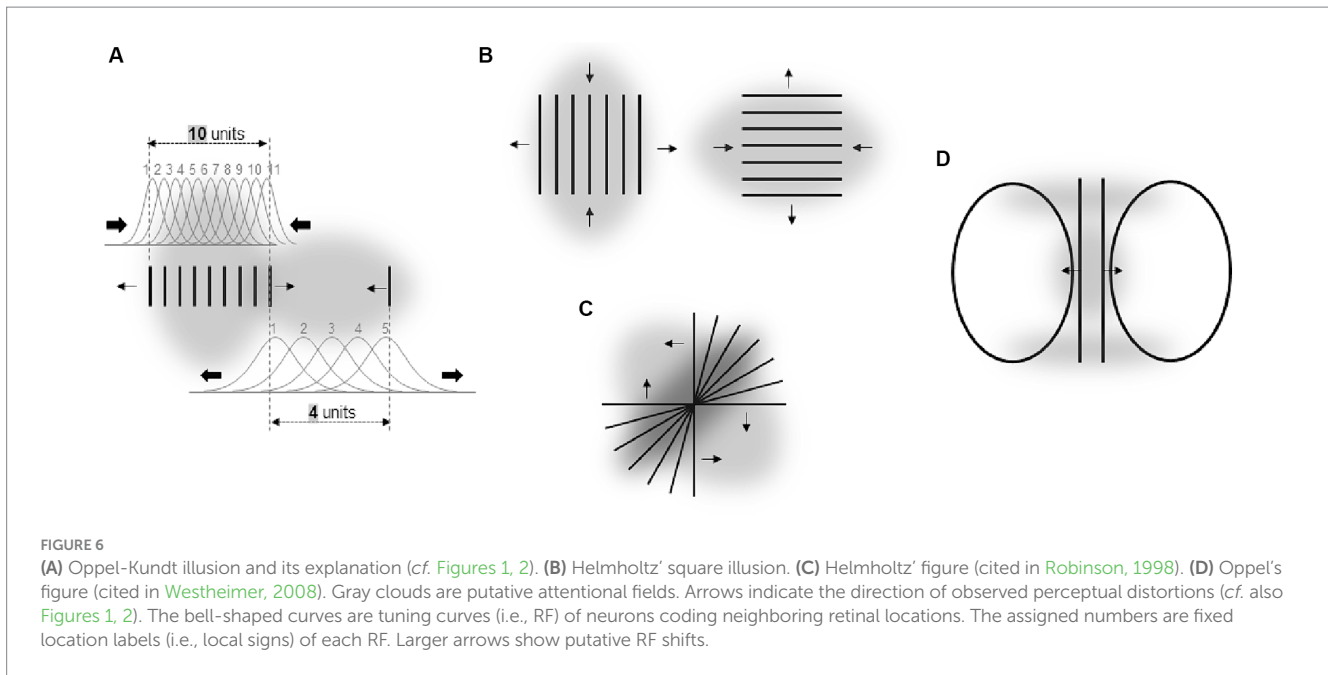 A
10 units
1 2 3 4 5 6 7 8 9 10 11
1 2 3 4 5
4 units
B
C
D
FIGURE 6
(A) Oppel-Kundt illusion and its explanation (cf. Figures 1, 2). (B) Helmholtz’ square illusion. (C) Helmholtz’ figure (cited in Robinson, 1998). (D) Oppel’s
figure (cited in Westheimer, 2008). Gray clouds are putative attentional fields. Arrows indicate the direction of observed perceptual distortions (cf. also
Figures 1, 2). The bell-shaped curves are tuning curves (i.e., RF) of neurons coding neighboring retinal locations. The assigned numbers are fixed
location labels (i.e., local signs) of each RF. Larger arrows show putative RF shifts.